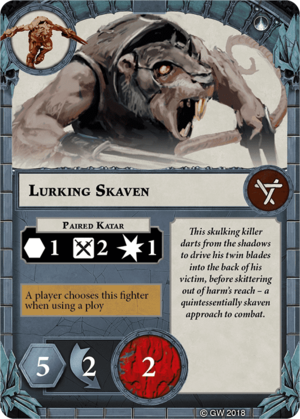 Lurking Skaven
Paired Katar
1 2 1
This skulking killer
darts from the shadows
to drive his twin blades
into the back of his
victim, before skittering
out of harm's reach – a
quintessentially skaven
approach to combat.
A player chooses this fighter
when using a ploy
5 2 2
© GW 2018